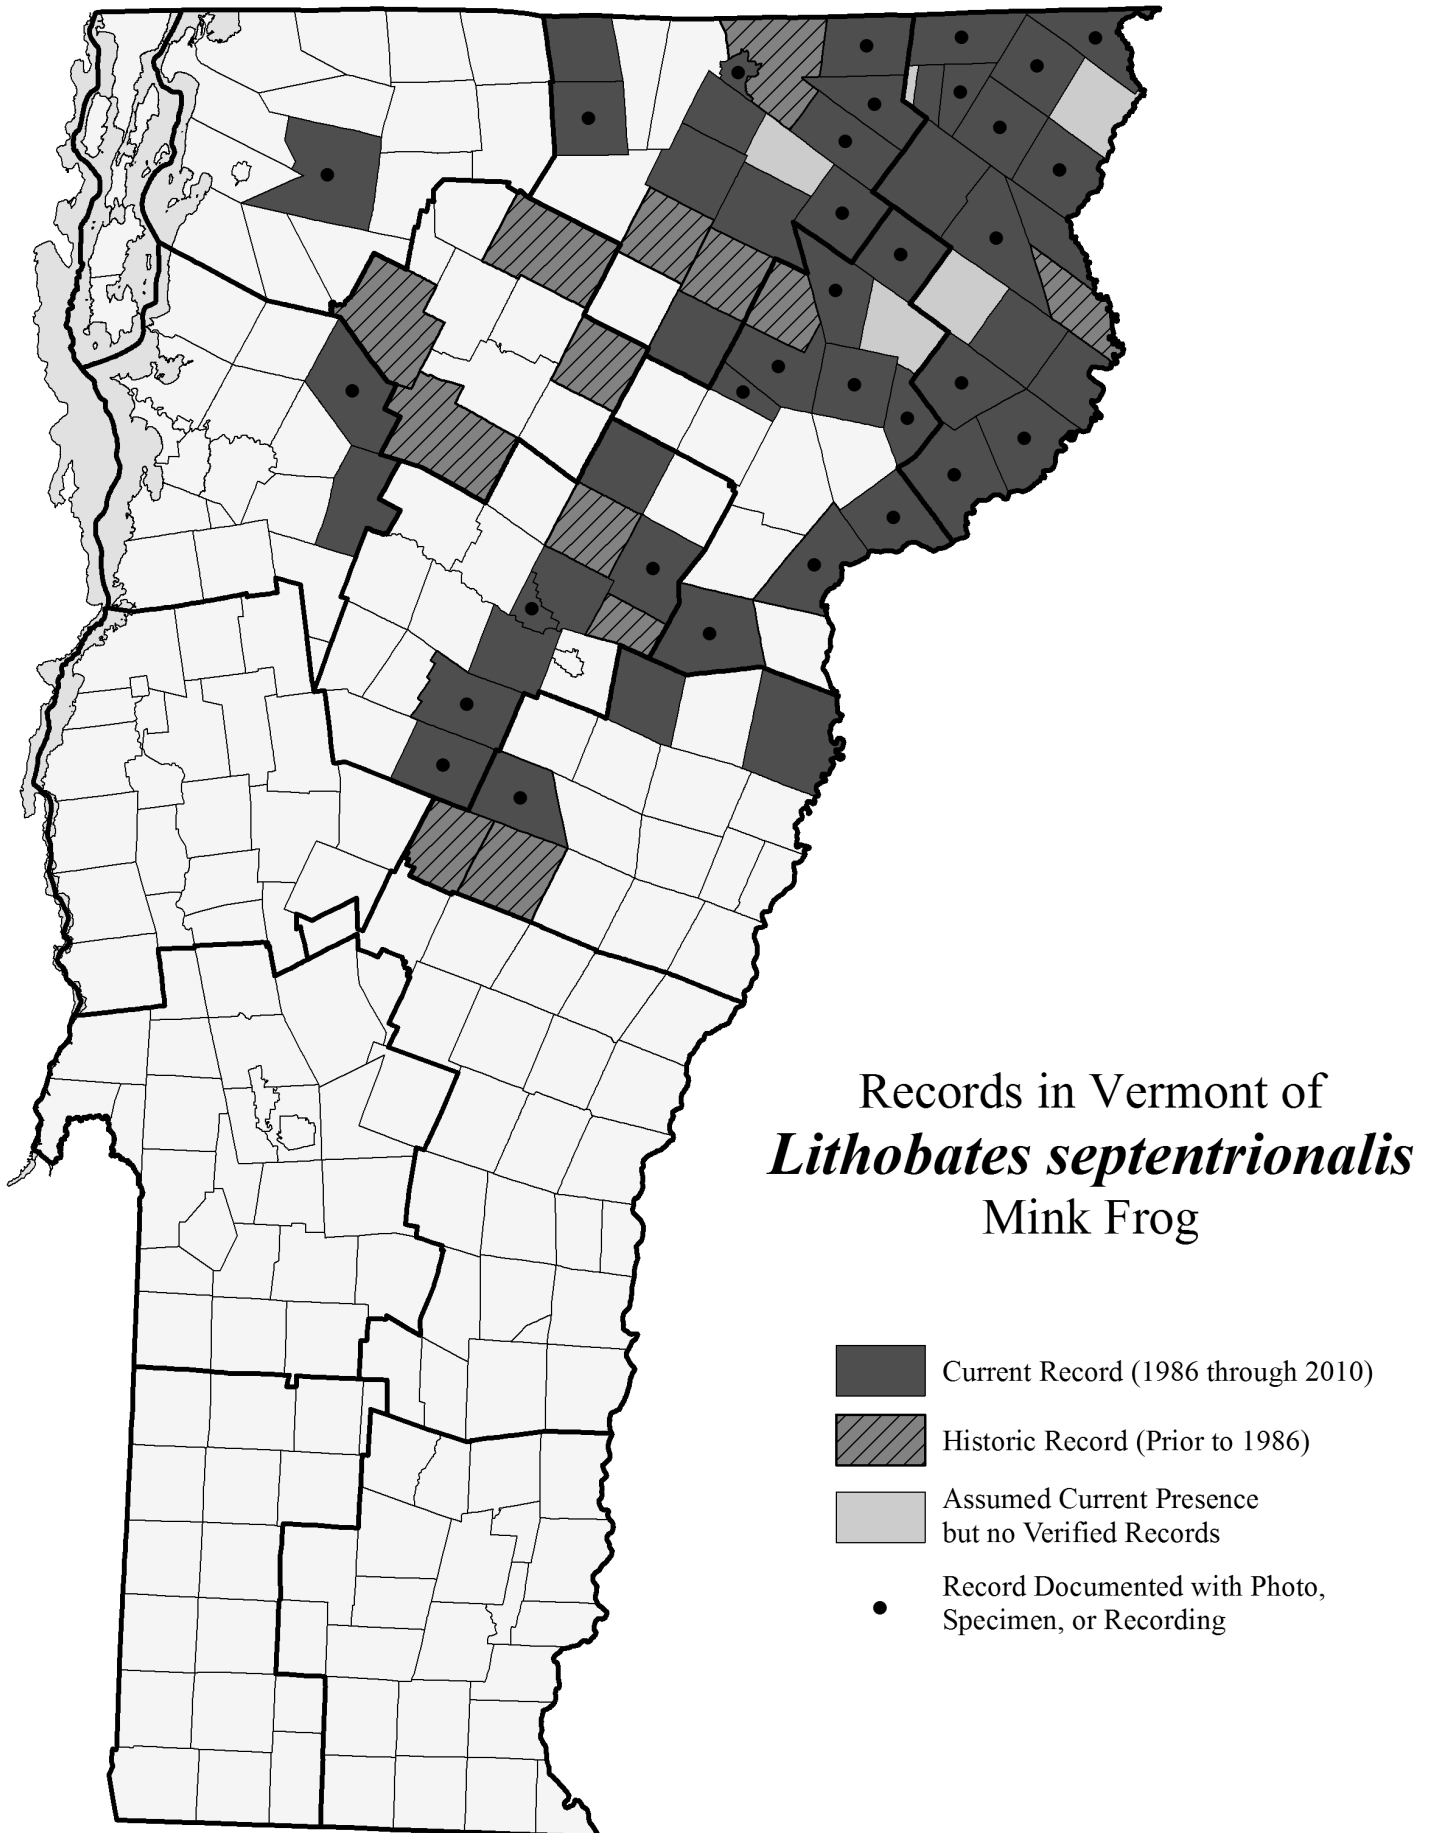 Records in Vermont of
Lithobates septentrionalis
Mink Frog
Current Record (1986 through 2010)
Historic Record (Prior to 1986)
Assumed Current Presence
but no Verified Records
Record Documented with Photo,
Specimen, or Recording